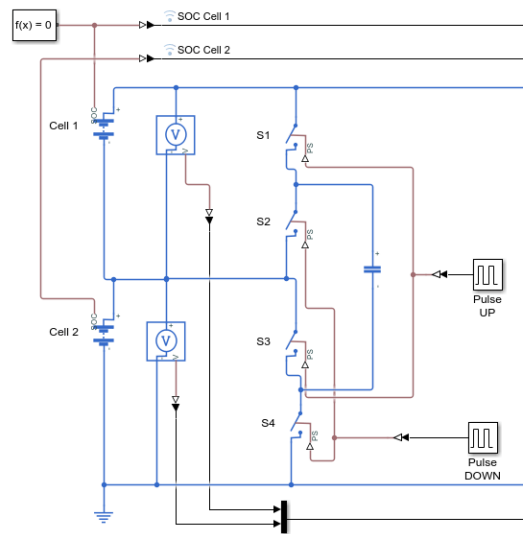 f(x) = 0
SOC Cell 1
SOC Cell 2
SOC
+
Cell 1
-
V
V
S1
PS
S2
PS
+
-
Pulse
UP
SOC
+
Cell 2
-
+
V
V
S3
PS
S4
PS
Pulse
DOWN